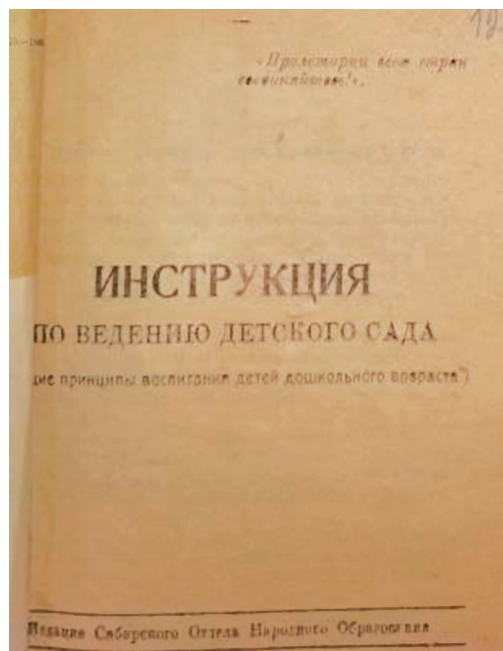 «Пролетарии всех стран
соединяйтесь!».
ИНСТРУКЦИЯ
ПО ВЕДЕНИЮ ДЕТСКОГО САДА
принципы воспитания детей дошкольного возраста")
Издание Сибирского Отдела Народного Образования